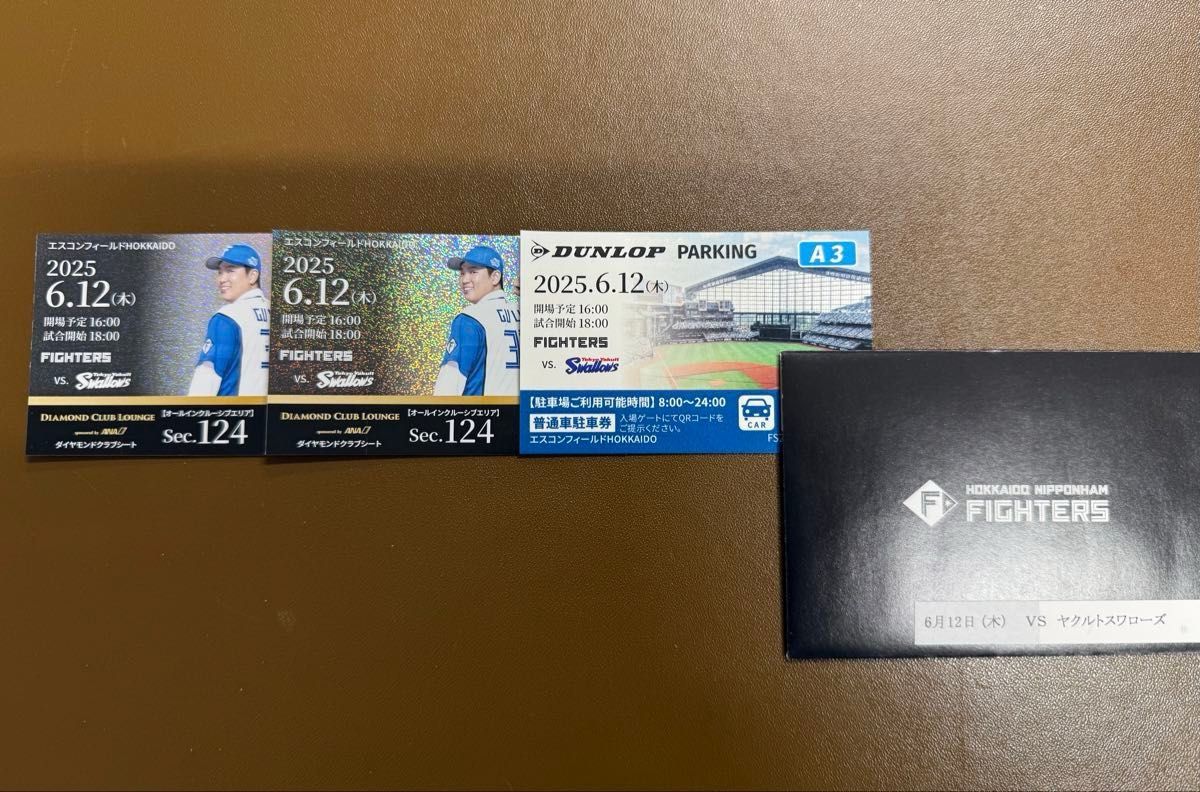 エスコンフィールドHOKKAIDO
2025
6.12(木)
開場予定 16:00
試合開始 18:00
FIGHTERS
VS. Tokyo Yakult Swallows
DIAMOND CLUB LOUNGE
sponsored by ANA
ダイヤモンドクラブシート
【オールインクルーシブエリア】
Sec.124
エスコンフィールドHOKKAIDO
2025
6.12(木)
開場予定 16:00
試合開始 18:00
FIGHTERS
VS. Tokyo Yakult Swallows
GU
3
DIAMOND CLUB LOUNGE
sponsored by ANA
ダイヤモンドクラブシート
【オールインクルーシブエリア】
Sec.124
DUNLOP PARKING
A3
2025.6.12(木)
開場予定 16:00
試合開始 18:00
FIGHTERS
VS. Tokyo Yakult Swallows
【駐車場ご利用可能時間】8:00〜24:00
普通車駐車券 入場ゲートにてQRコードをご提示ください。
エスコンフィールドHOKKAIDO
CAR
F
HOKKAIDO NIPPONHAM
FIGHTERS
6月12日（木） VS ヤクルトスワローズ